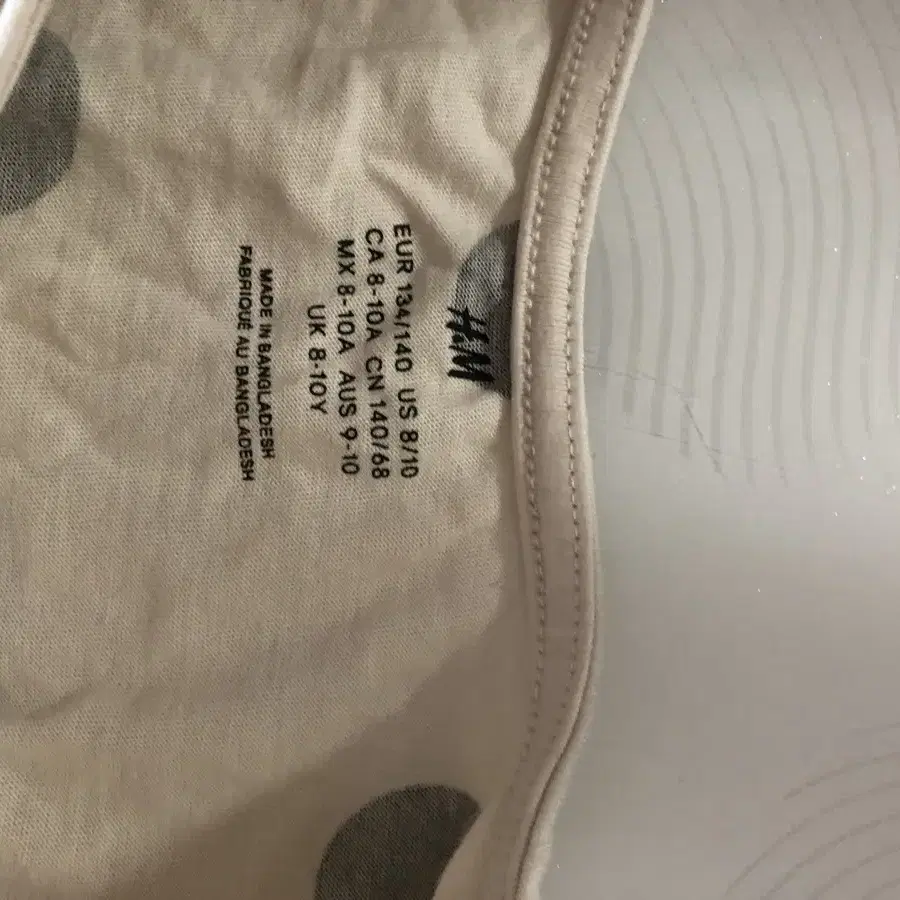 H&M
EUR 134/140 US 8/10
CA 8-10A CN 140/68
MX 8-10A AUS 9-10
UK 8-10Y
MADE IN BANGLADESH
FABRIQUÉ AU BANGLADESH